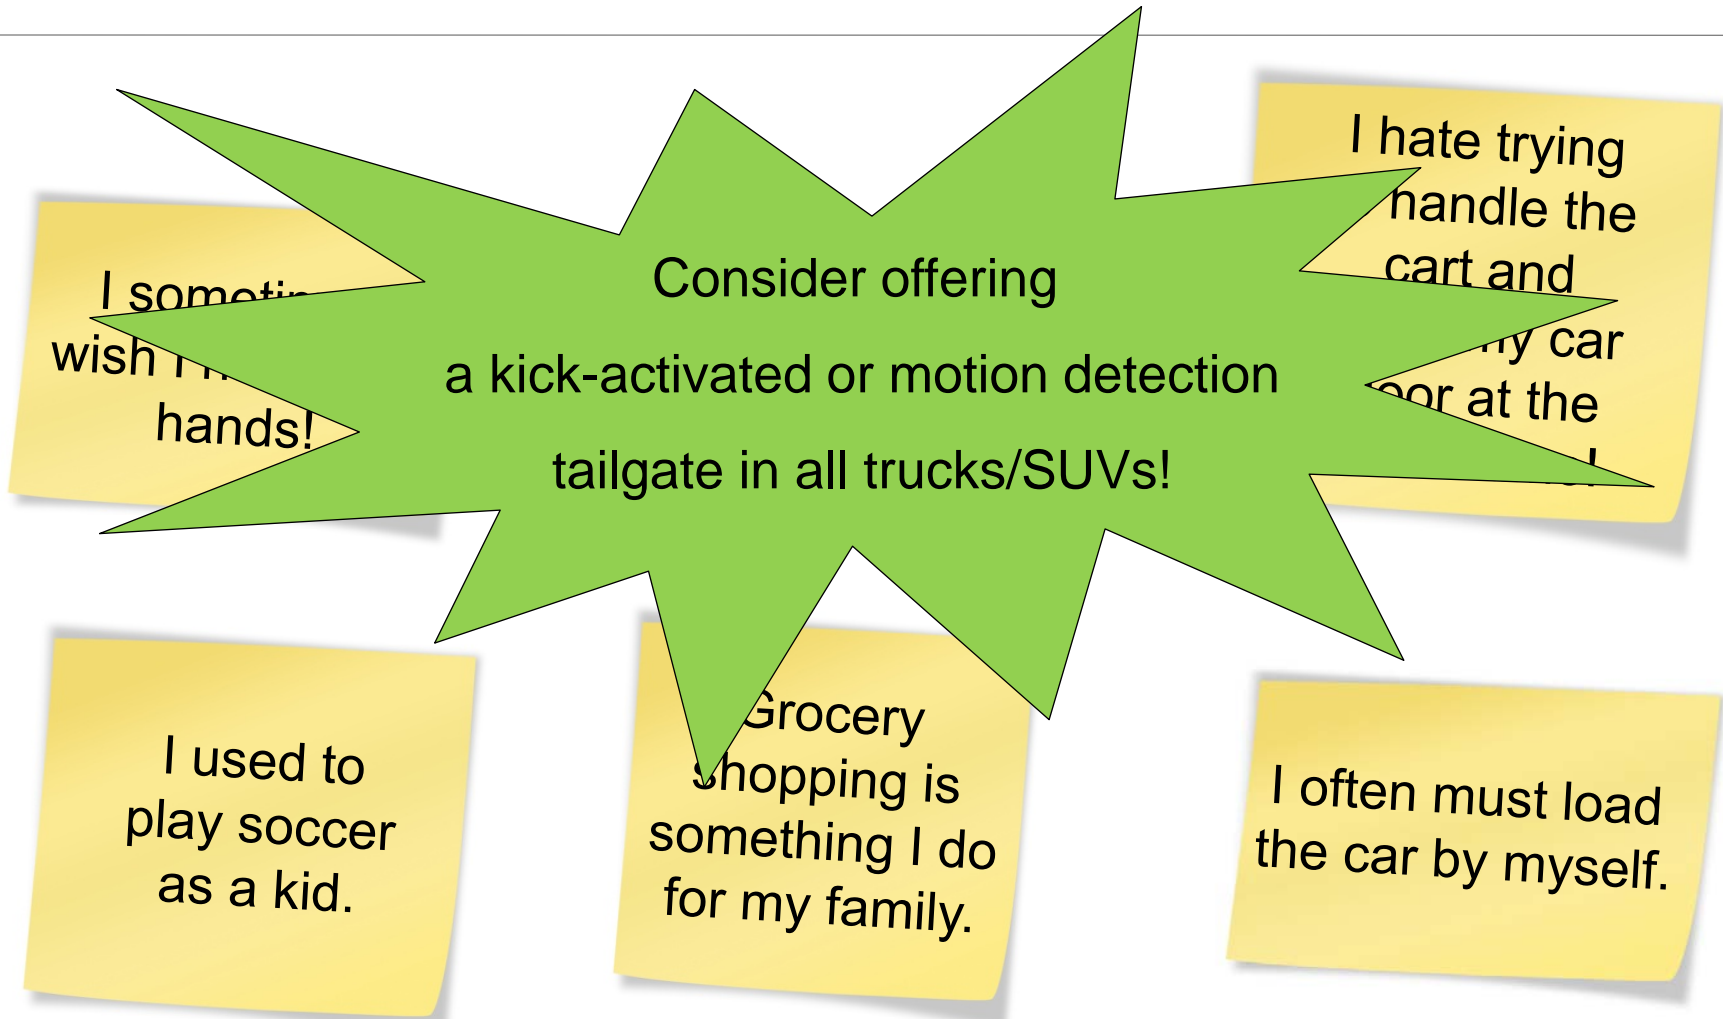 I hate trying
handle the
cart and
car
at the
I
wish I
hands!
Consider offering
a kick-activated or motion detection
tailgate in all trucks/SUVs!
I used to
play soccer
as a kid.
Grocery
shopping is
something I do
for my family.
I often must load
the car by myself.